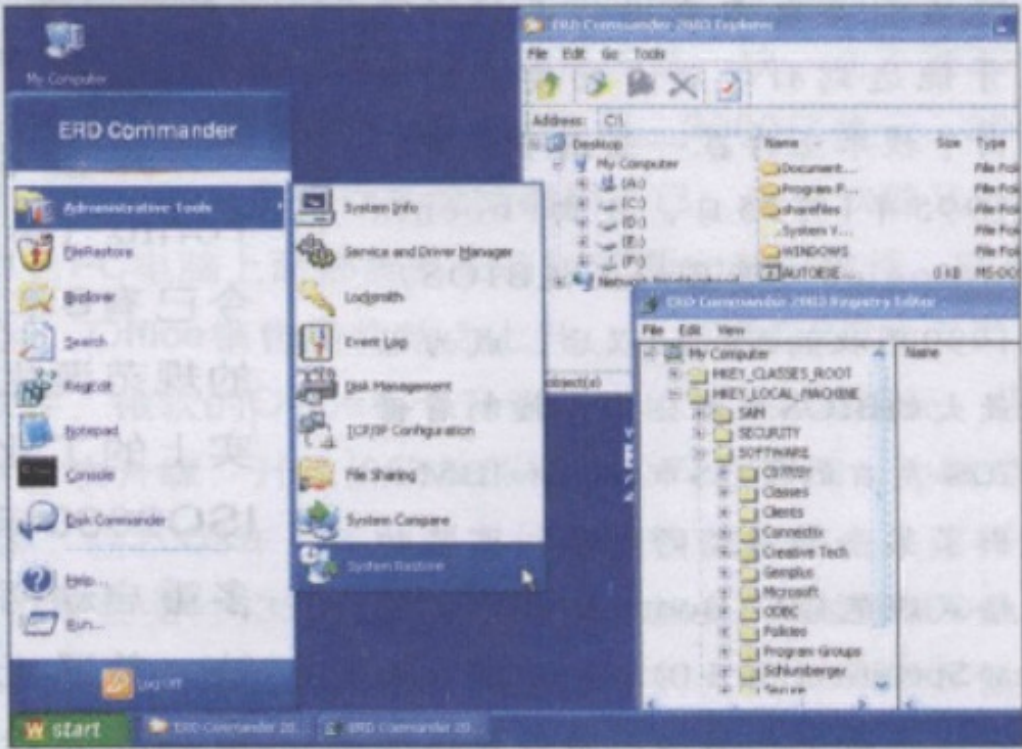 My Computer
ERD Commander
Administrative Tools
FileRestore
Explorer
Search
RegEdit
Notepad
Console
Disk Commander
Help...
Run...
Log Off
start
ERD Commander 20...
ERD Commander 20...
System Info
Service and Driver Manager
Locksmith
Event Log
Disk Management
TCP/IP Configuration
File Sharing
System Compare
System Restore
ERD Commander 2003 Explorer
File Edit Go Tools
Address: C:\
Desktop
My Computer
(A:)
(C:)
(D:)
(E:)
(F:)
Network Neighborhood
Name Size Type
Document... File Fol
Program F... File Fol
sharefiles File Fol
System V... File Fol
WINDOWS File Fol
AUTOEXE... 0 KB MS-DO
object(s)
ERD Commander 2003 Registry Editor
File Edit View
My Computer
HKEY_CLASSES_ROOT
HKEY_LOCAL_MACHINE
SAM
SECURITY
SOFTWARE
Classes
Clients
Connectix
Creative Tech
Gemplus
Microsoft
ODBC
Policies
Program Groups
Schlumberger
Secure
Name